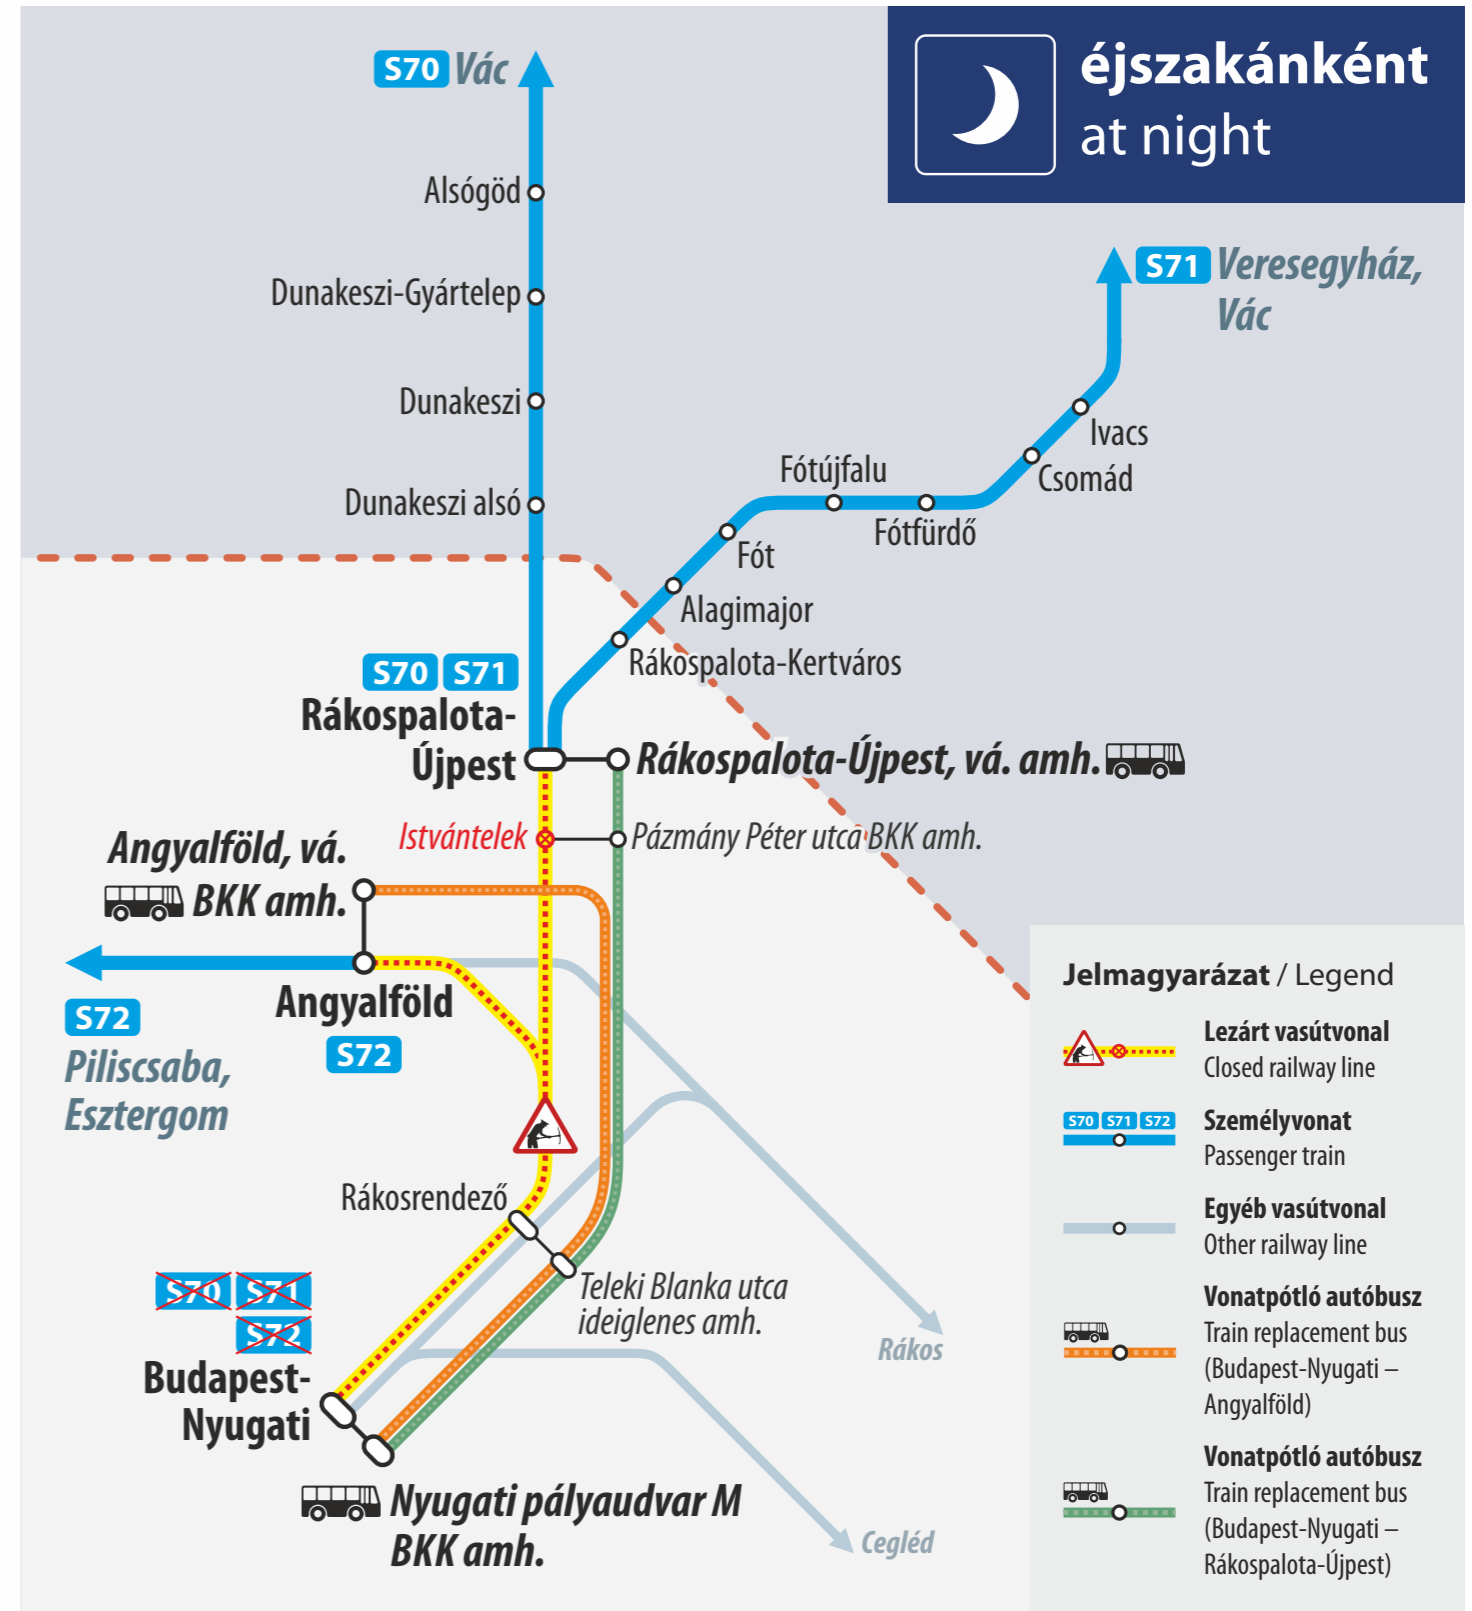 éjszakánként
at night
S70 Vác
Alsógöd
Dunakeszi-Gyártelep
Dunakeszi
Dunakeszi alsó
S71 Veresegyház,
Vác
Ivacs
Csomád
Fótújfalu
Fótfürdő
Fót
Alagimajor
Rákospalota-Kertváros
S70 S71
Rákospalota-
Újpest
Rákospalota-Újpest, vá. amh.
Istvántelek
Pázmány Péter utca BKK amh.
Angyalföld, vá.
BKK amh.
Angyalföld
S72
S72
Piliscsaba,
Esztergom
Rákosrendező
Teleki Blanka utca
ideiglenes amh.
S70 S71
S72
Budapest-
Nyugati
Nyugati pályaudvar M
BKK amh.
Rákos
Cegléd
Jelmagyarázat / Legend
Lezárt vasútvonal
Closed railway line
S70 S71 S72
Személyvonat
Passenger train
Egyéb vasútvonal
Other railway line
Vonatpótló autóbusz
Train replacement bus
(Budapest-Nyugati –
Angyalföld)
Vonatpótló autóbusz
Train replacement bus
(Budapest-Nyugati –
Rákospalota-Újpest)